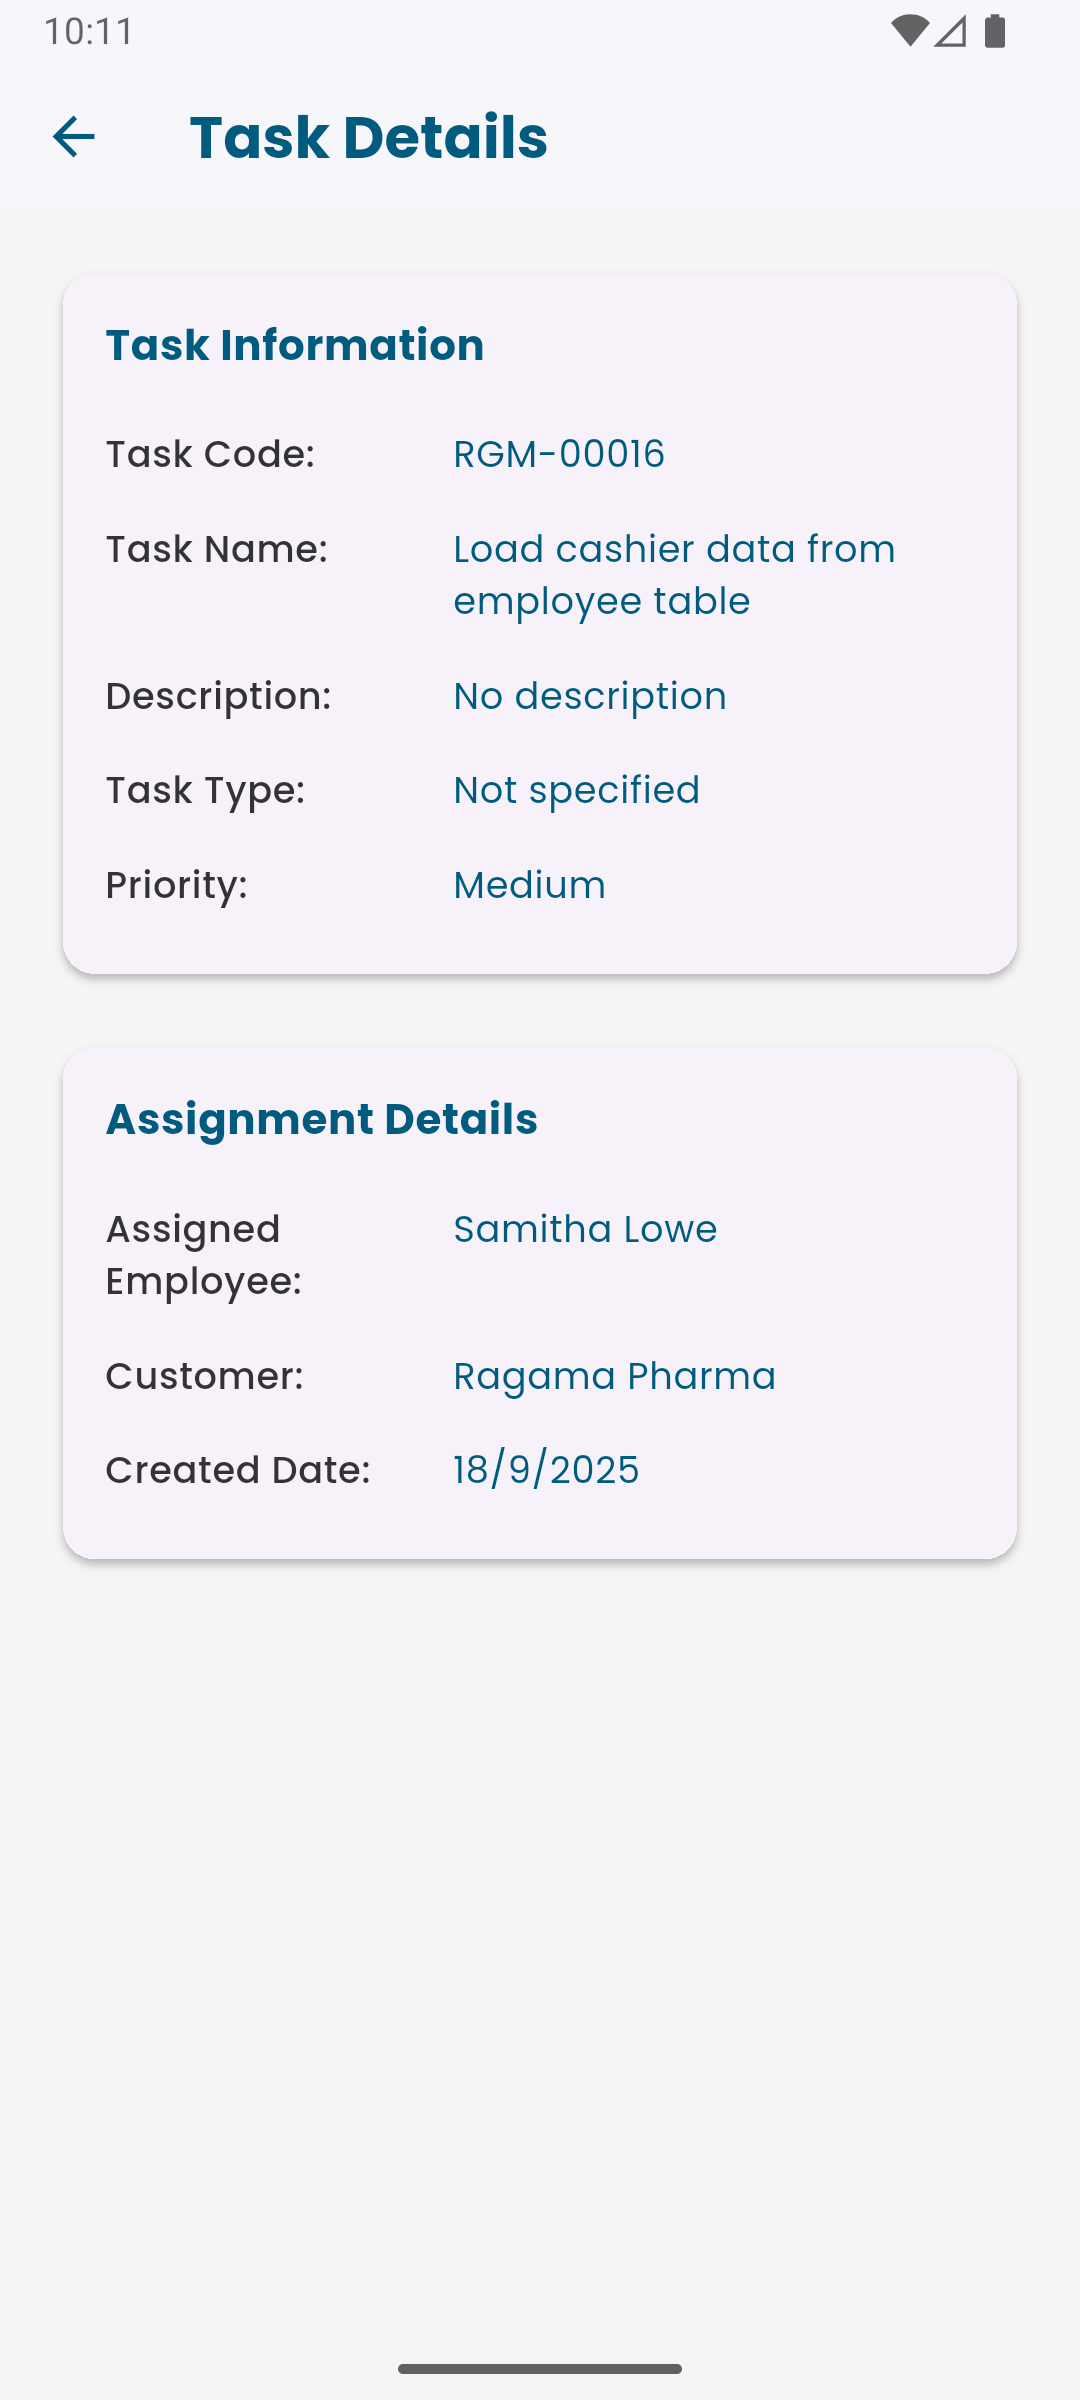 10:11
Task Details
Task Information
Task Code: RGM-00016
Task Name: Load cashier data from
employee table
Description: No description
Task Type: Not specified
Priority: Medium
Assignment Details
Assigned Samitha Lowe
Employee:
Customer: Ragama Pharma
Created Date: 18/9/2025